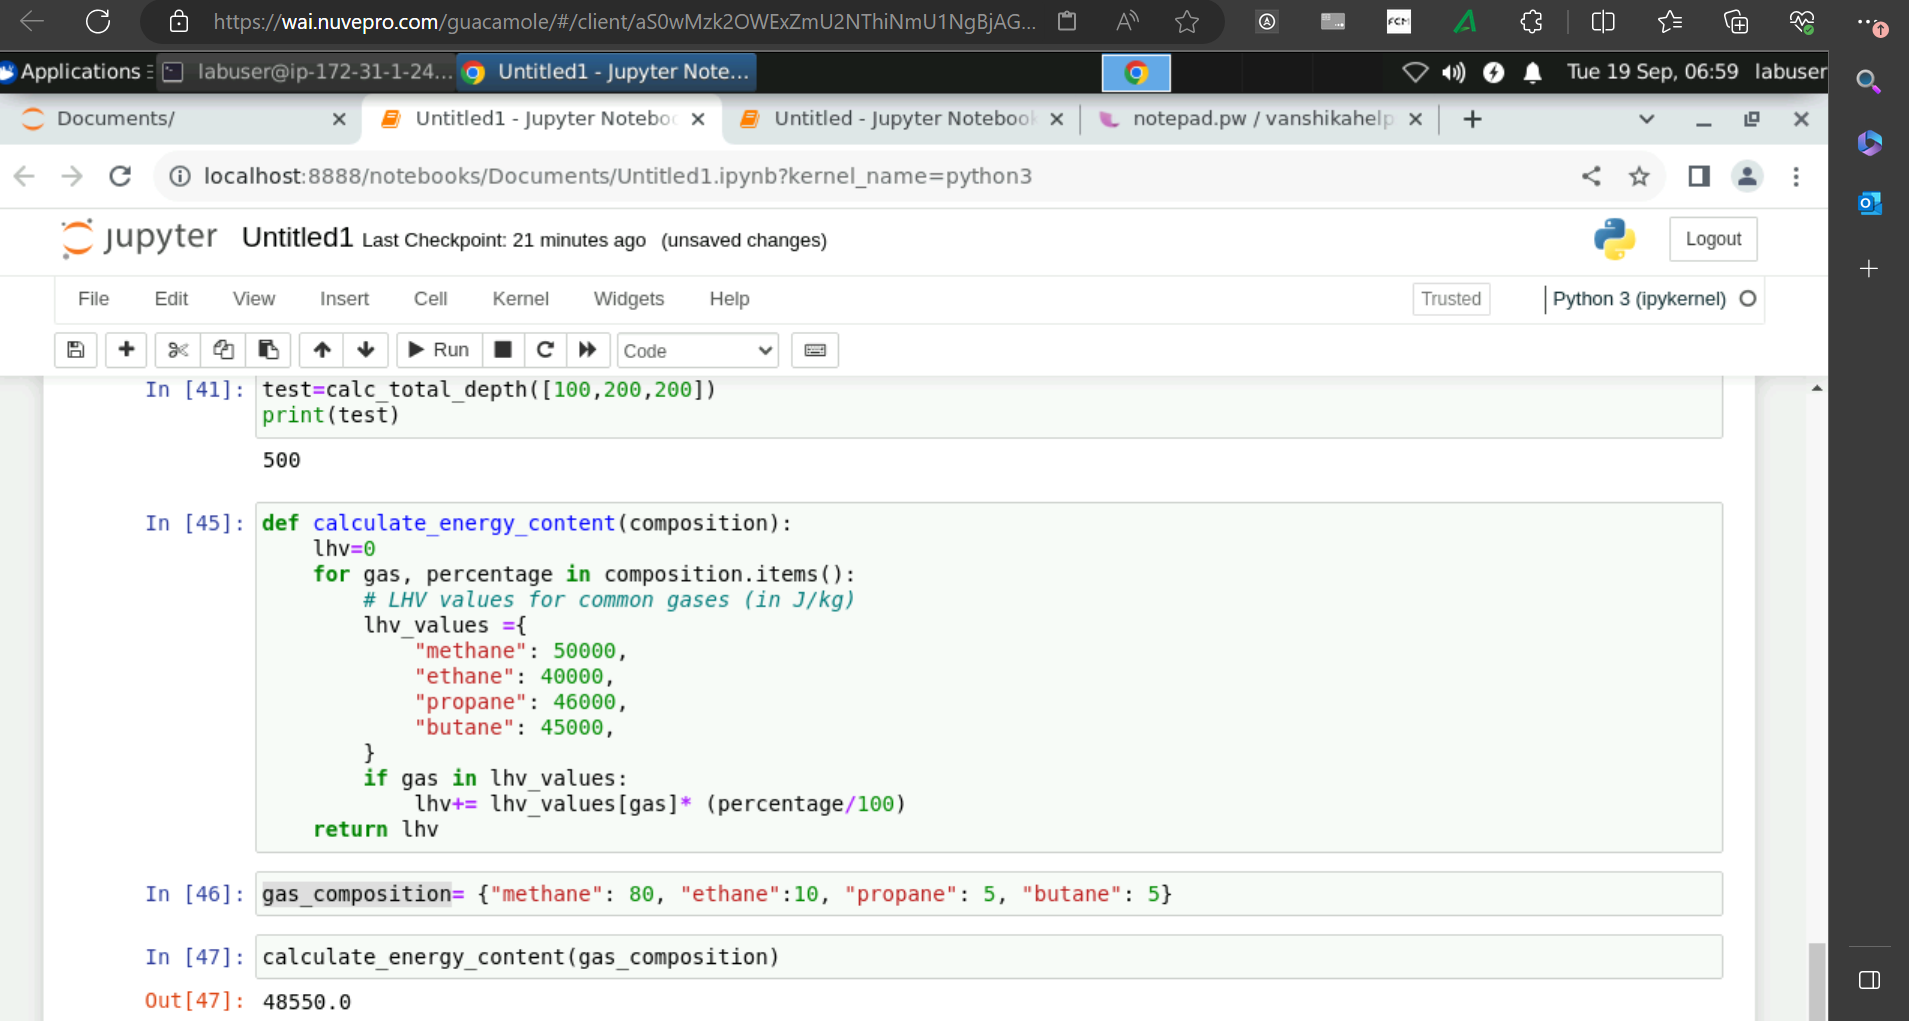 https://wai.nuvepro.com/guacamole/#/client/aS0wMzk2OWExZmU2NThiNmU1NgBjAG...
FCM
Applications
labuser@ip-172-31-1-24...
Untitled1 - Jupyter Note...
Tue 19 Sep, 06:59 labuser
Documents/
Untitled1 - Jupyter Noteboo
Untitled - Jupyter Notebook
notepad.pw / vanshikahelp
localhost:8888/notebooks/Documents/Untitled1.ipynb?kernel_name=python3
jupyter Untitled1 Last Checkpoint: 21 minutes ago (unsaved changes)
Logout
File Edit View Insert Cell Kernel Widgets Help
Trusted
Python 3 (ipykernel)
Run
Code
In [41]: test=calc_total_depth([100,200,200])
print(test)
500
In [45]: def calculate_energy_content(composition):
lhv=0
for gas, percentage in composition.items():
# LHV values for common gases (in J/kg)
lhv_values ={
"methane": 50000,
"ethane": 40000,
"propane": 46000,
"butane": 45000,
}
if gas in lhv_values:
lhv+= lhv_values[gas]* (percentage/100)
return lhv
In [46]: gas_composition= {"methane": 80, "ethane":10, "propane": 5, "butane": 5}
In [47]: calculate_energy_content(gas_composition)
Out[47]: 48550.0